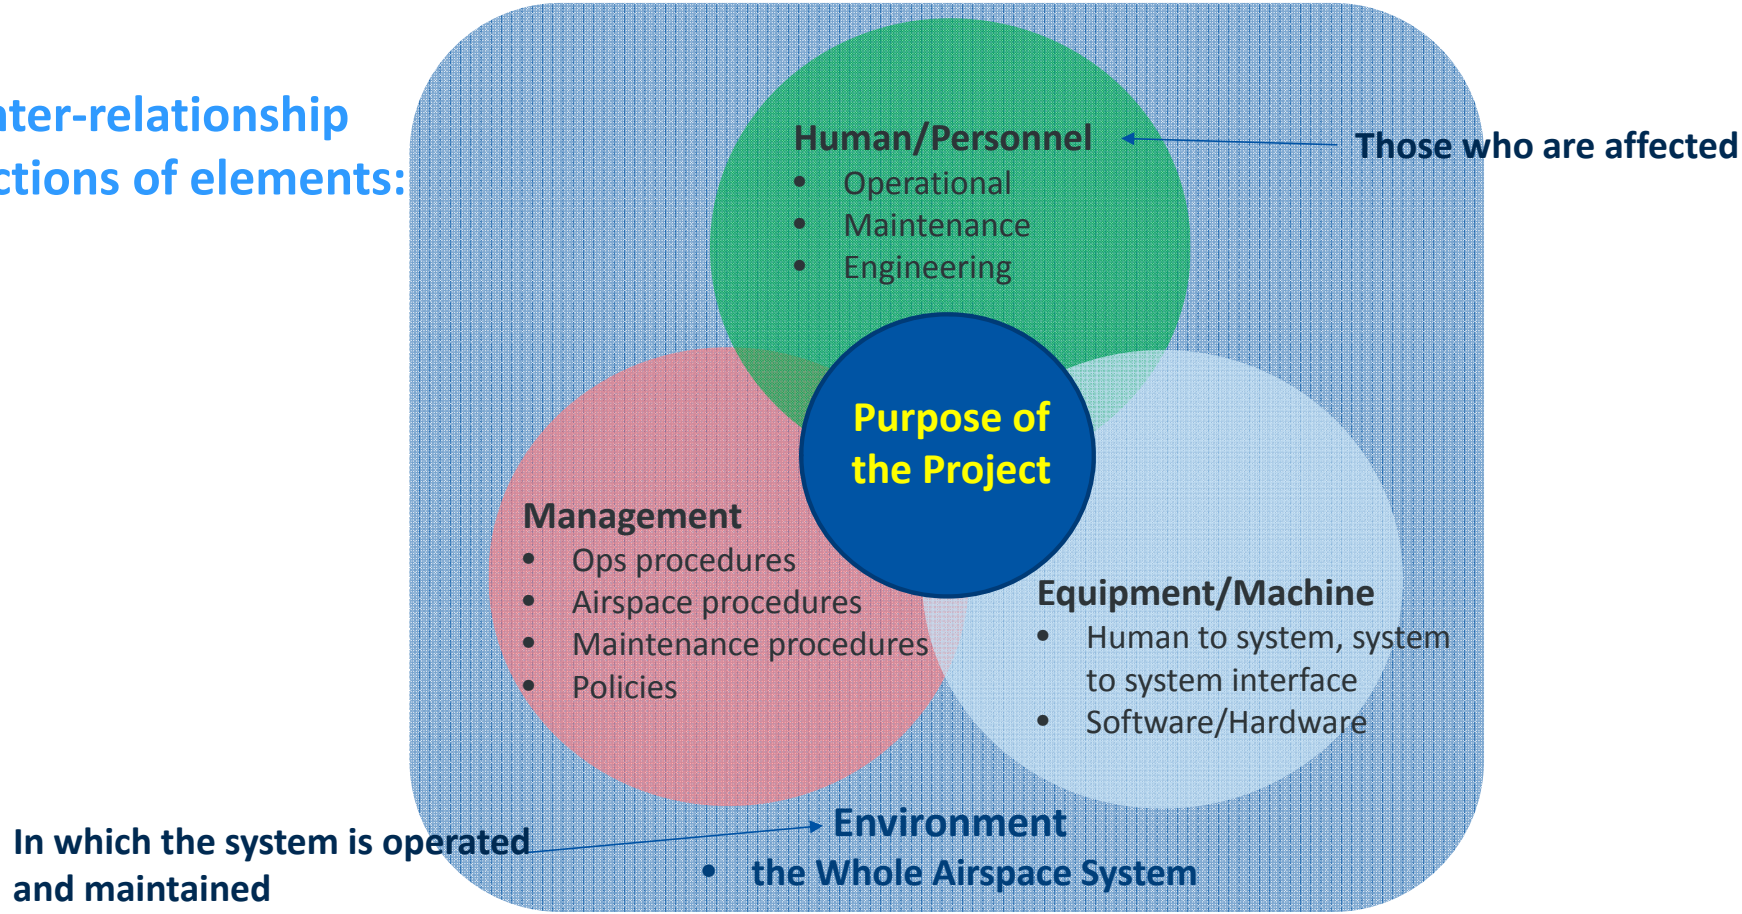 nter-relationship
ctions of elements:
Human/Personnel
• Operational
• Maintenance
• Engineering
Those who are affected
Purpose of
the Project
Management
• Ops procedures
• Airspace procedures
• Maintenance procedures
• Policies
Equipment/Machine
• Human to system, system
to system interface
• Software/Hardware
Environment
• the Whole Airspace System
In which the system is operated
and maintained